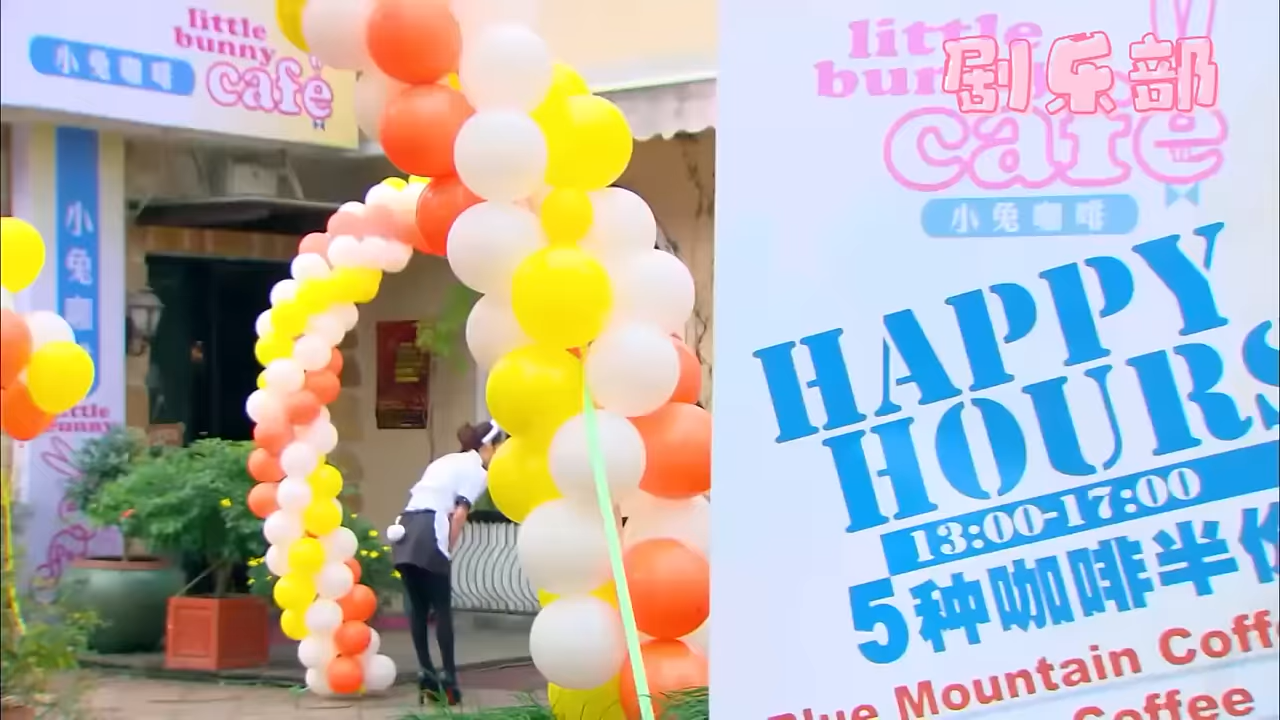 little
bunny
café
小兔咖啡
小兔咖
little
bunny
剧乐部
little
café
小兔咖啡
HAPPY
HOURS
13:00-17:00
5种咖啡半价
Blue Mountain Coff
Coffee